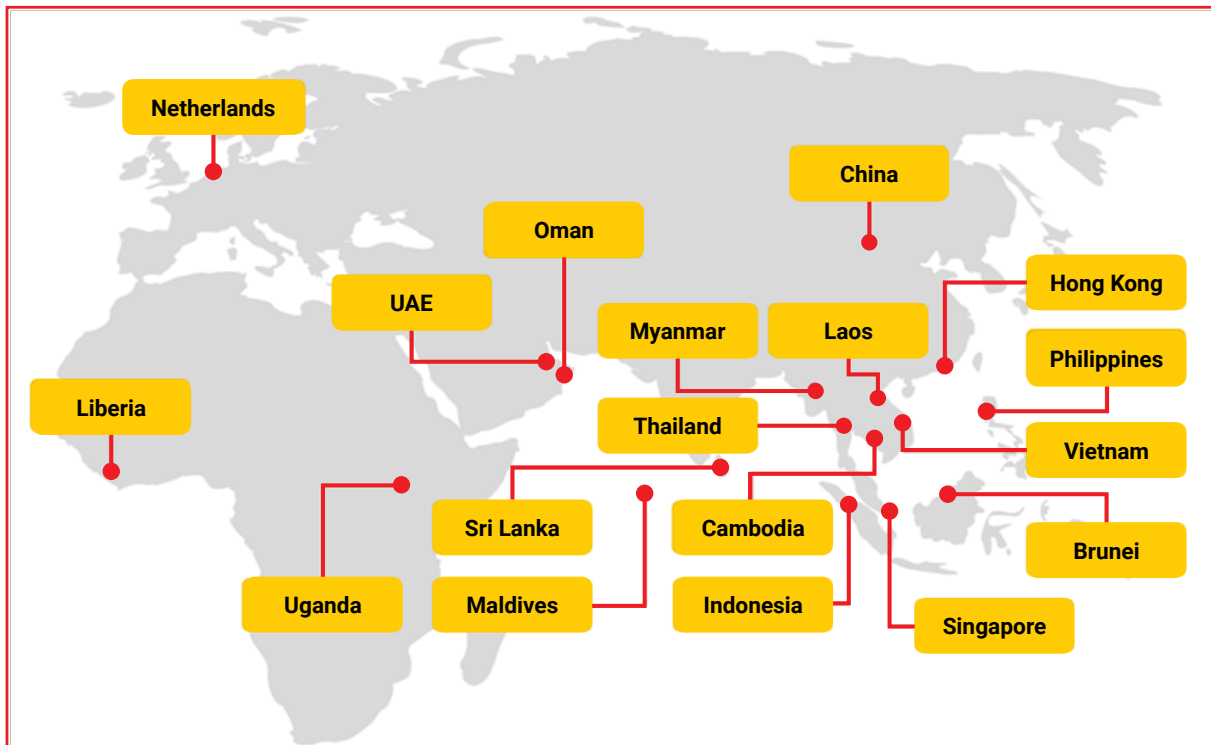 Netherlands
China
Oman
Hong Kong
UAE
Myanmar
Laos
Philippines
Liberia
Thailand
Vietnam
Sri Lanka
Cambodia
Brunei
Uganda
Maldives
Indonesia
Singapore